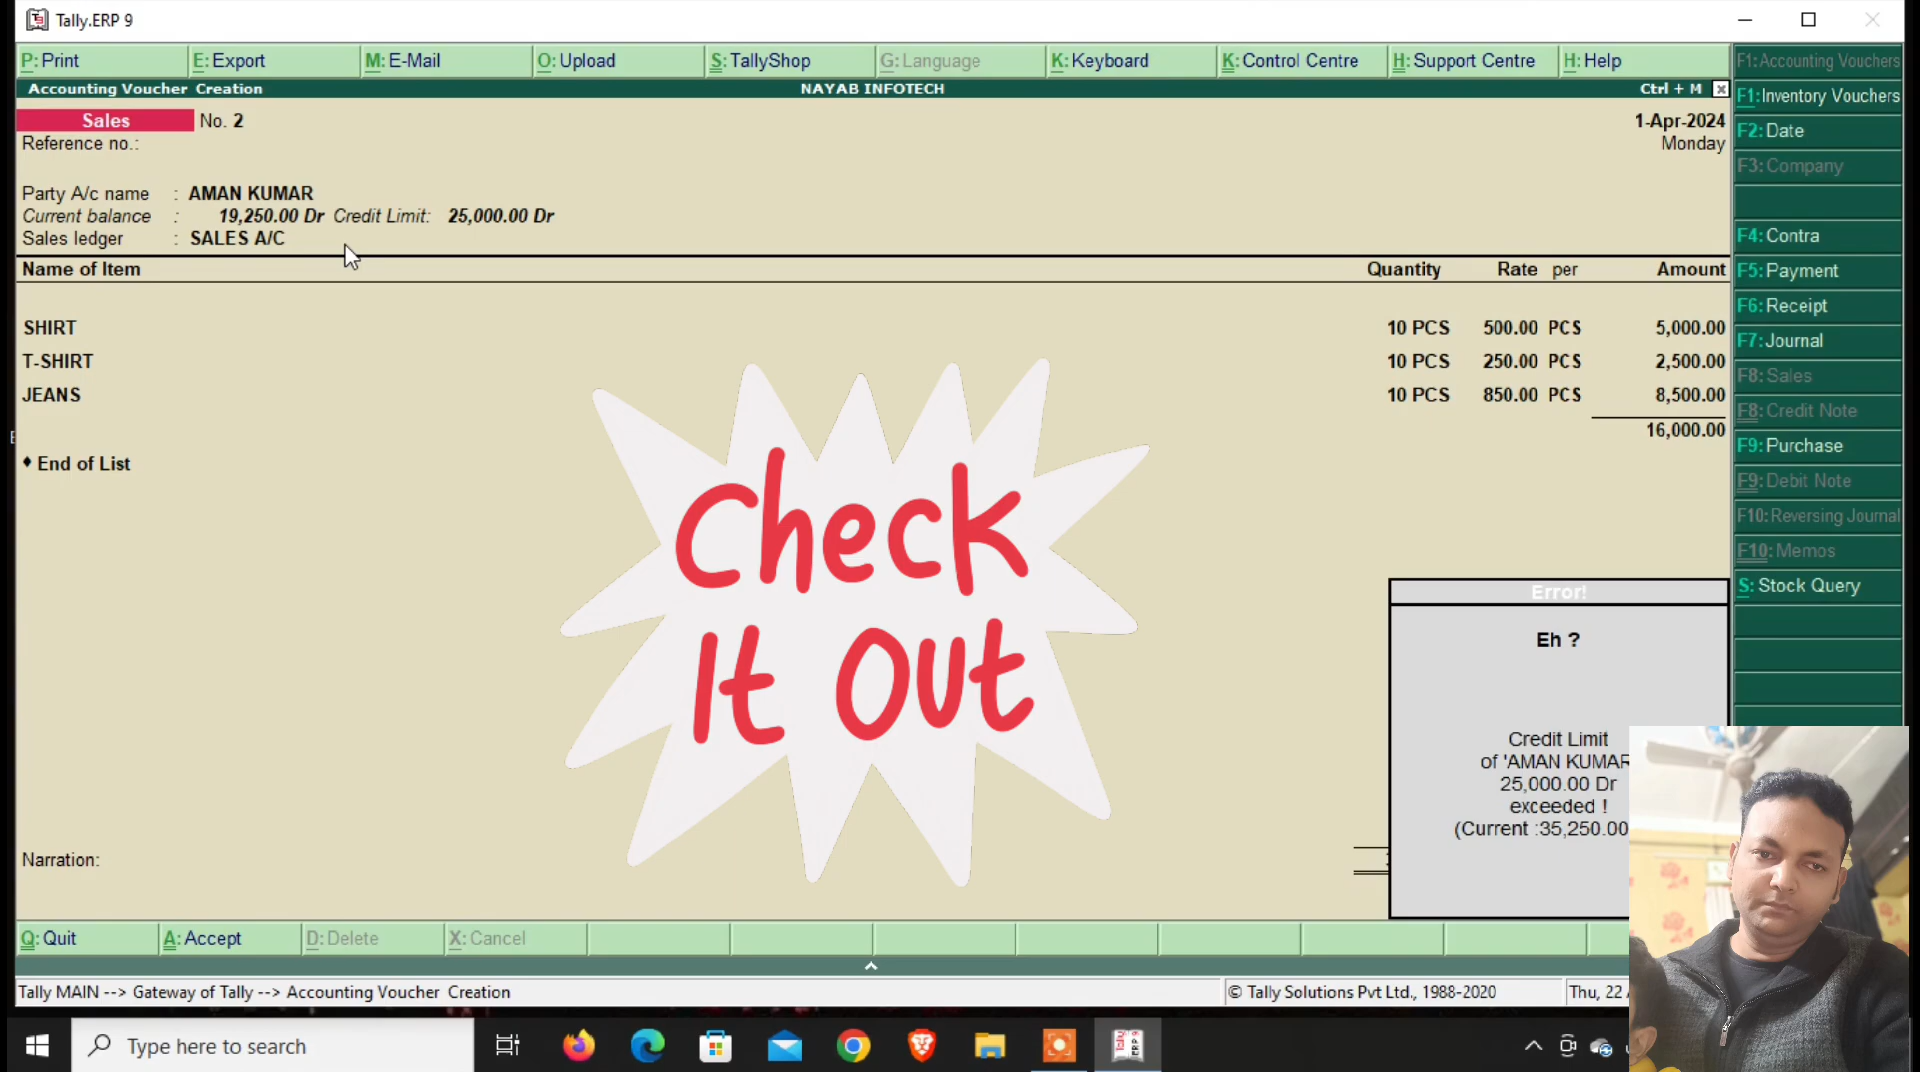 Tally.ERP 9
P: Print E: Export M: E-Mail O: Upload S: TallyShop G: Language K: Keyboard K: Control Centre H: Support Centre H: Help
Accounting Voucher Creation NAYAB INFOTECH Ctrl + M x
Sales No. 2 1-Apr-2024
Reference no.: Monday
Party A/c name : AMAN KUMAR
Current balance : 19,250.00 Dr Credit Limit: 25,000.00 Dr
Sales ledger : SALES A/C
Name of Item Quantity Rate per Amount
SHIRT 10 PCS 500.00 PCS 5,000.00
T-SHIRT 10 PCS 250.00 PCS 2,500.00
JEANS 10 PCS 850.00 PCS 8,500.00
16,000.00
♦ End of List
Check
It Out
Error!
Eh ?
Credit Limit
of 'AMAN KUMAR
25,000.00 Dr
exceeded !
(Current :35,250.00
Narration:
F1: Accounting Vouchers
F1: Inventory Vouchers
F2: Date
F3: Company
F4: Contra
F5: Payment
F6: Receipt
F7: Journal
F8: Sales
F8: Credit Note
F9: Purchase
F9: Debit Note
F10: Reversing Journal
F10: Memos
S: Stock Query
Q: Quit A: Accept D: Delete X: Cancel
Tally MAIN --> Gateway of Tally --> Accounting Voucher Creation © Tally Solutions Pvt Ltd., 1988-2020 Thu, 22
Type here to search